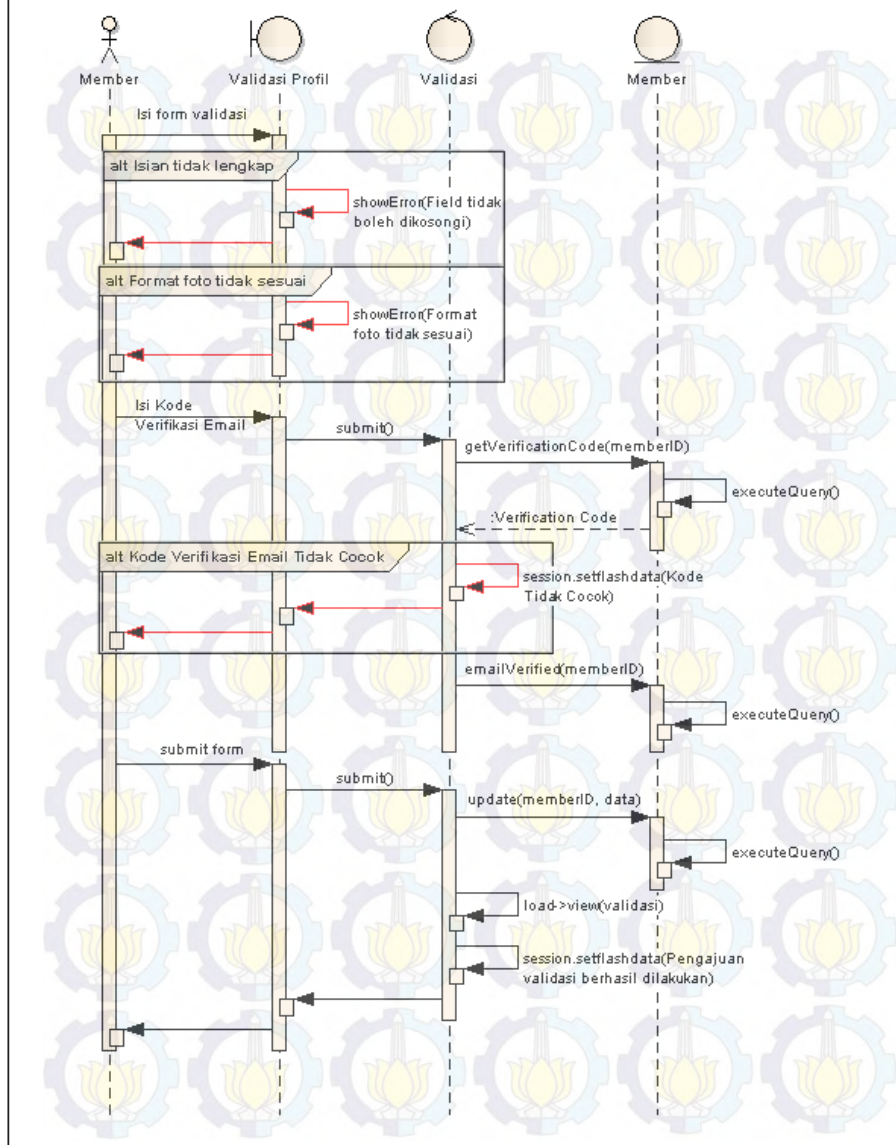 Member
Validasi Profil
Validasi
Member
Isi form validasi
alt Isian tidak lengkap
showError(Field tidak
boleh dikosongi)
alt Format foto tidak sesuai
showError(Format
foto tidak sesuai)
Isi Kode
Verifikasi Email
submit()
getVerificationCode(memberID)
executeQuery()
:Verification Code
alt Kode Verifikasi Email Tidak Cocok
session.setflashdata(Kode
Tidak Cocok)
emailVerified(memberID)
executeQuery()
submit form
submit()
update(memberID, data)
executeQuery()
load->view(validasi)
session.setflashdata(Pengajuan
validasi berhasil dilakukan)